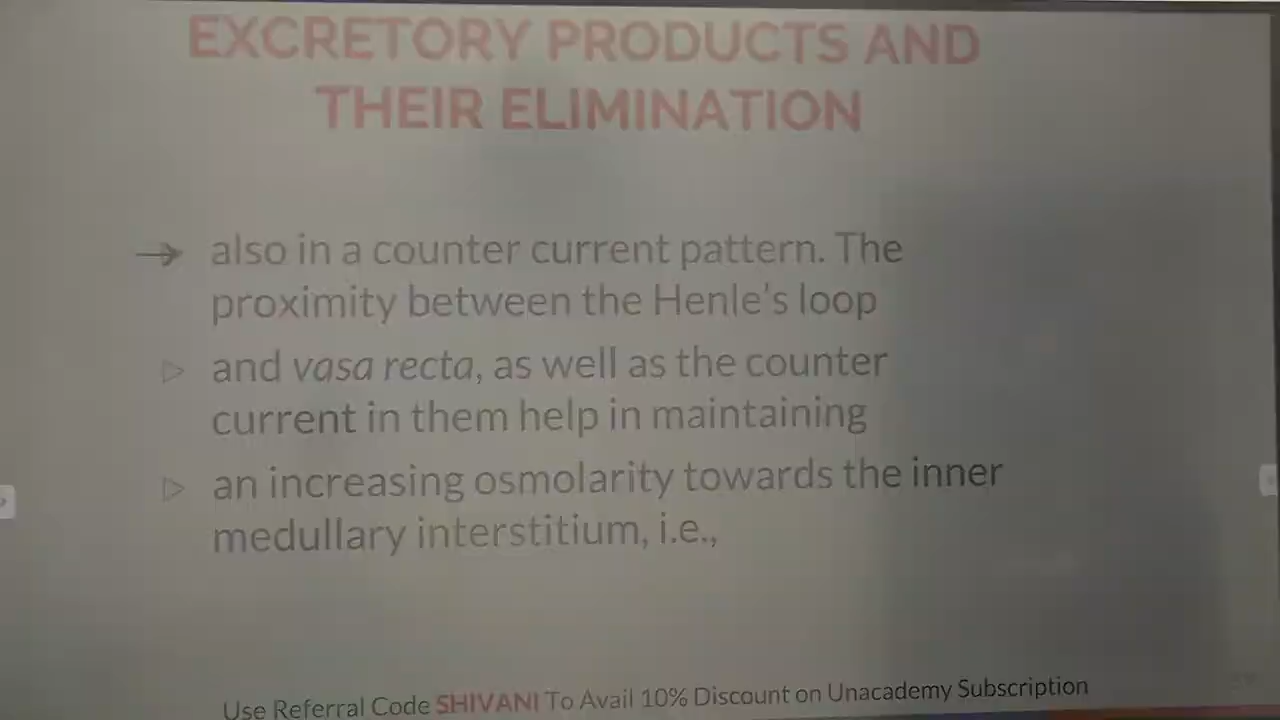 EXCRETORY PRODUCTS AND
THEIR ELIMINATION
also in a counter current pattern. The
proximity between the Henle's loop
and vasa recta, as well as the counter
current in them help in maintaining
an increasing osmolarity towards the inner
medullary interstitium, i.e.,
Use Referral Code SHIVANI To Avail 10% Discount on Unacademy Subscription